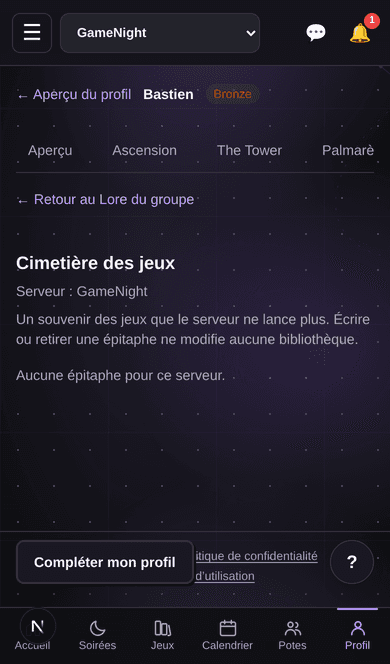 ☰ GameNight 💬 🔔 1
← Aperçu du profil Bastien Bronze
Aperçu Ascension The Tower Palmarè
← Retour au Lore du groupe
Cimetière des jeux
Serveur : GameNight
Un souvenir des jeux que le serveur ne lance plus. Écrire
ou retirer une épitaphe ne modifie aucune bibliothèque.
Aucune épitaphe pour ce serveur.
Compléter mon profil
itique de confidentialité
d'utilisation
?
N
Accueil Soirées Jeux Calendrier Potes Profil